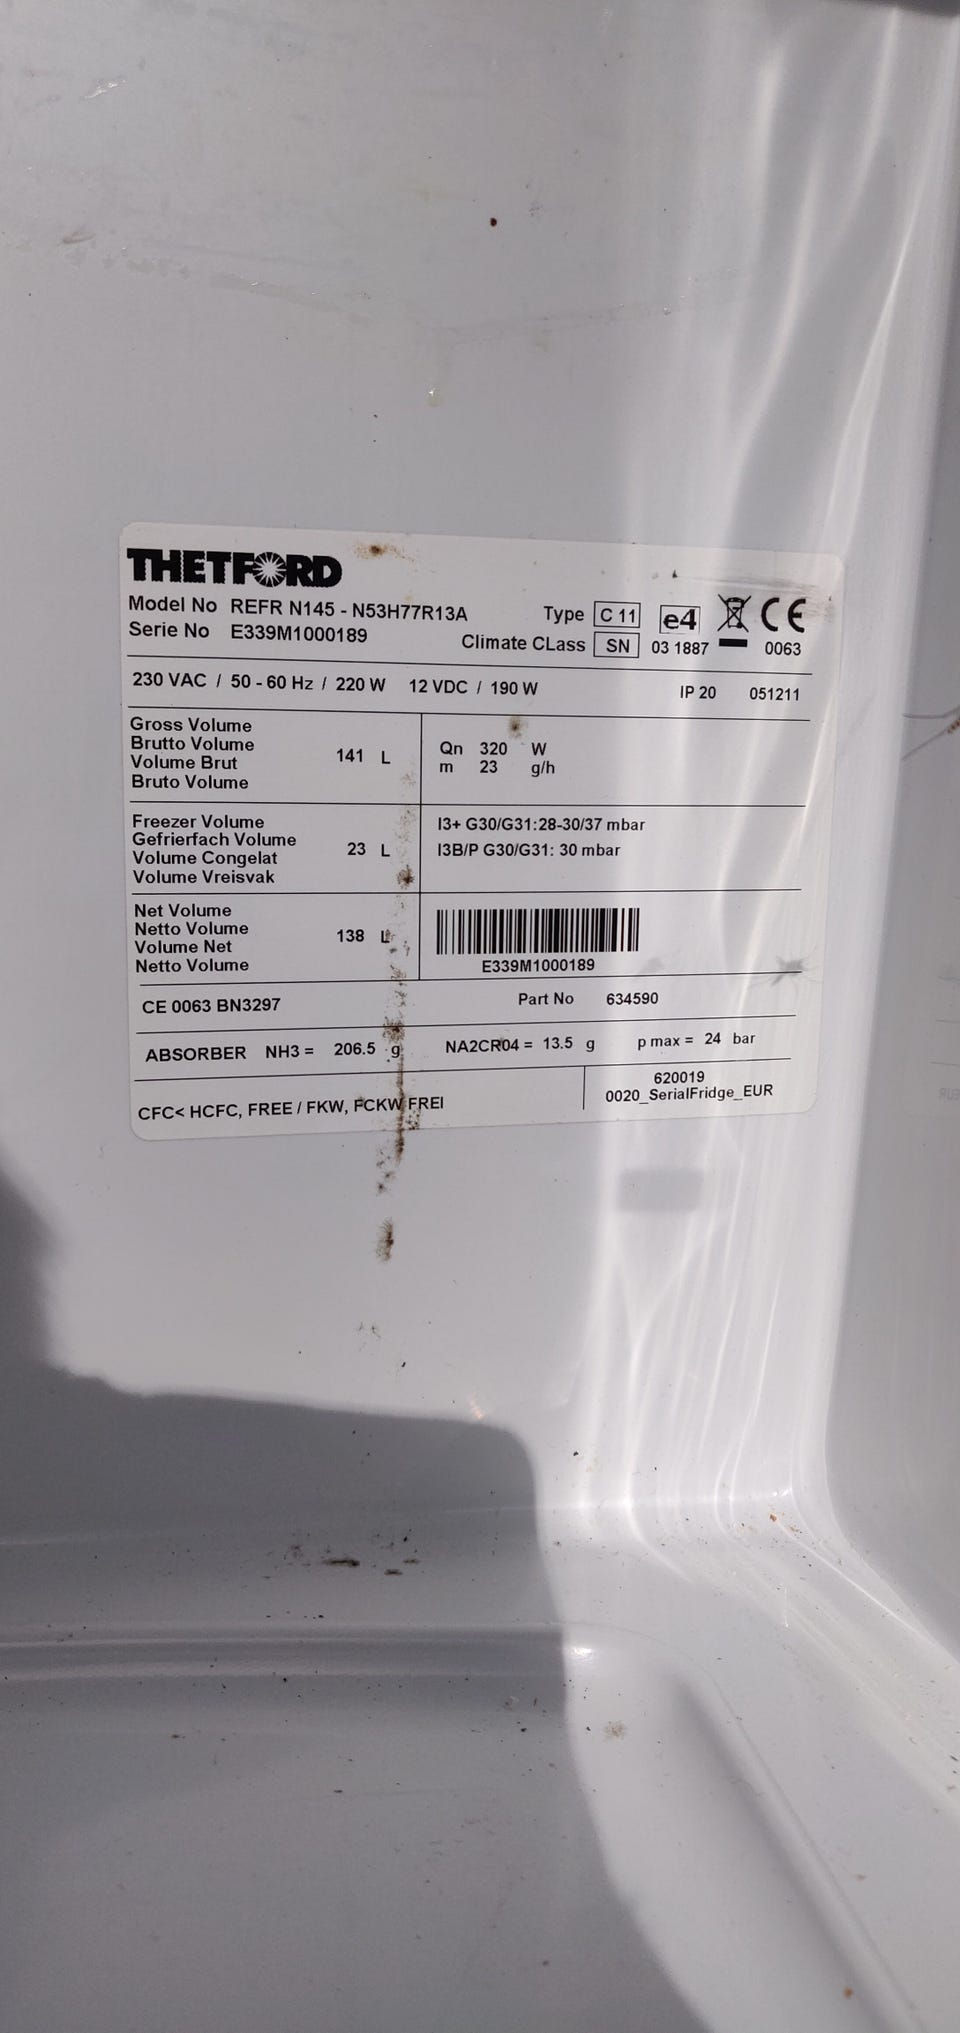 THETFORD
Model No REFR N145 - N53H77R13A Type C 11 e4 CE
Serie No E339M1000189 Climate CLass SN 03 1887 0063
230 VAC / 50 - 60 Hz / 220 W 12 VDC / 190 W IP 20 051211
Gross Volume
Brutto Volume
Volume Brut
Bruto Volume
141 L
Qn 320 W
m 23 g/h
Freezer Volume
Gefrierfach Volume
Volume Congelat
Volume Vreisvak
23 L
I3+ G30/G31:28-30/37 mbar
I3B/P G30/G31: 30 mbar
Net Volume
Netto Volume
Volume Net
Netto Volume
138 L
E339M1000189
CE 0063 BN3297 Part No 634590
ABSORBER NH3 = 206.5 g NA2CR04 = 13.5 g p max = 24 bar
CFC< HCFC, FREE / FKW, FCKW FREI
620019
0020_SerialFridge_EUR